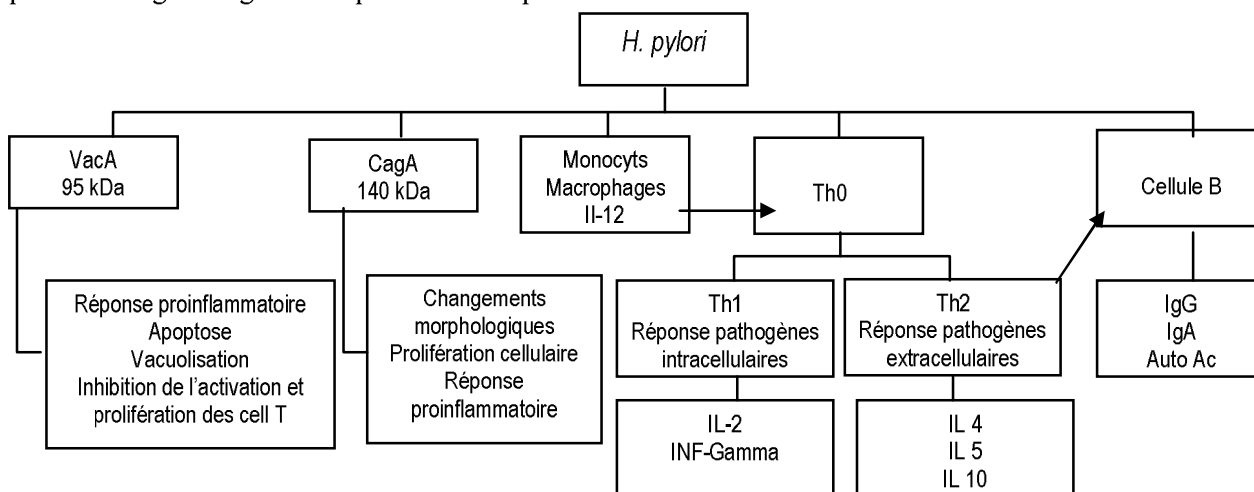 H. pylori
VacA
95 kDa
CagA
140 kDa
Monocyts
Macrophages
Il-12
Th0
Cellule B
Réponse proinflammatoire
Apoptose
Vacuolisation
Inhibition de l'activation et
prolifération des cell T
Changements
morphologiques
Prolifération cellulaire
Réponse
proinflammatoire
Th1
Réponse pathogènes
intracellulaires
Th2
Réponse pathogènes
extracellulaires
IgG
IgA
Auto Ac
IL-2
INF-Gamma
IL 4
IL 5
IL 10